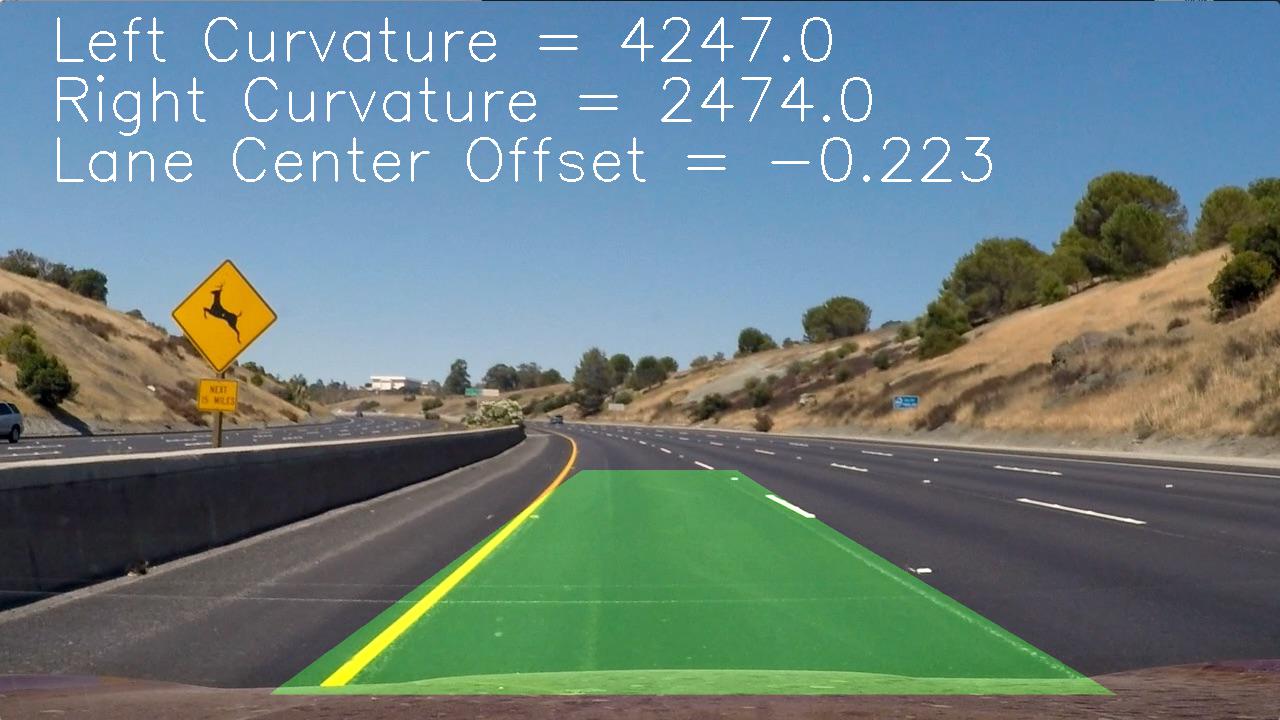 Left Curvature = 4247.0
Right Curvature = 2474.0
Lane Center Offset = -0.223
NEXT
15 MILES